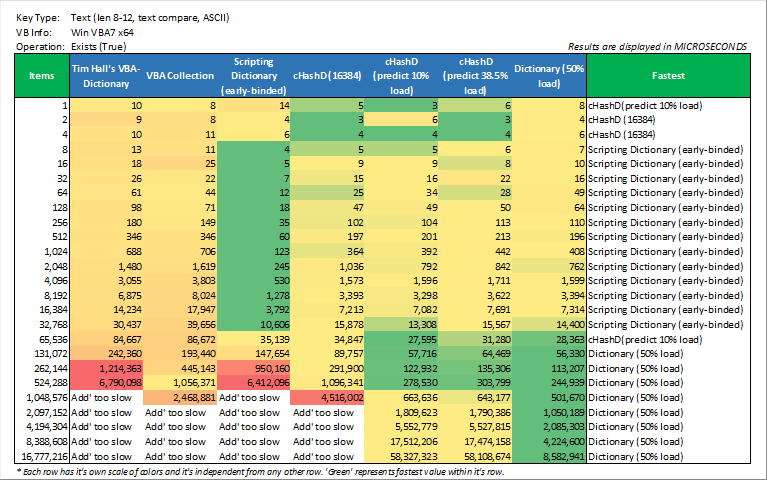 Key Type: Text (len 8-12, text compare, ASCII)
VB Info: Win VBA7 x64
Operation: Exists (True)
Results are displayed in MICROSECONDS
Items Tim Hall's VBA-Dictionary VBA Collection Scripting Dictionary (early-binded) cHashD (16384) cHashD (predict 10% load) cHashD (predict 38.5% load) Dictionary (50% load) Fastest
1 10 8 14 5 3 6 8 cHashD(predict 10% load)
2 9 8 4 3 6 3 4 cHashD (16384)
4 10 11 6 4 4 4 6 cHashD (16384)
8 13 11 4 5 5 6 7 Scripting Dictionary (early-binded)
16 18 25 5 9 9 8 10 Scripting Dictionary (early-binded)
32 26 22 7 15 16 22 16 Scripting Dictionary (early-binded)
64 61 44 12 25 34 28 49 Scripting Dictionary (early-binded)
128 98 71 18 47 49 50 64 Scripting Dictionary (early-binded)
256 180 149 35 102 104 113 110 Scripting Dictionary (early-binded)
512 346 346 60 197 201 213 196 Scripting Dictionary (early-binded)
1,024 688 706 123 364 392 442 408 Scripting Dictionary (early-binded)
2,048 1,480 1,619 245 1,036 792 842 762 Scripting Dictionary (early-binded)
4,096 3,055 3,803 530 1,573 1,596 1,711 1,599 Scripting Dictionary (early-binded)
8,192 6,875 8,024 1,278 3,393 3,298 3,622 3,394 Scripting Dictionary (early-binded)
16,384 14,234 17,947 3,792 7,213 7,082 7,691 7,314 Scripting Dictionary (early-binded)
32,768 30,437 39,656 10,606 15,878 13,308 15,567 14,400 Scripting Dictionary (early-binded)
65,536 84,667 86,672 35,139 34,847 27,595 31,280 28,363 cHashD(predict 10% load)
131,072 242,360 193,440 147,654 89,757 57,716 64,469 56,330 Dictionary (50% load)
262,144 1,214,363 445,143 950,160 291,900 122,932 135,306 113,207 Dictionary (50% load)
524,288 6,790,098 1,056,371 6,412,096 1,096,341 278,530 303,799 244,939 Dictionary (50% load)
1,048,576 Add' too slow 2,468,881 Add' too slow 4,516,002 663,636 643,177 501,670 Dictionary (50% load)
2,097,152 Add' too slow Add' too slow Add' too slow Add' too slow 1,809,623 1,790,386 1,050,189 Dictionary (50% load)
4,194,304 Add' too slow Add' too slow Add' too slow Add' too slow 5,552,779 5,527,815 2,085,303 Dictionary (50% load)
8,388,608 Add' too slow Add' too slow Add' too slow Add' too slow 17,512,206 17,474,158 4,224,600 Dictionary (50% load)
16,777,216 Add' too slow Add' too slow Add' too slow Add' too slow 58,327,323 58,108,674 8,582,941 Dictionary (50% load)
* Each row has it's own scale of colors and it's independent from any other row. 'Green' represents fastest value within it's row.